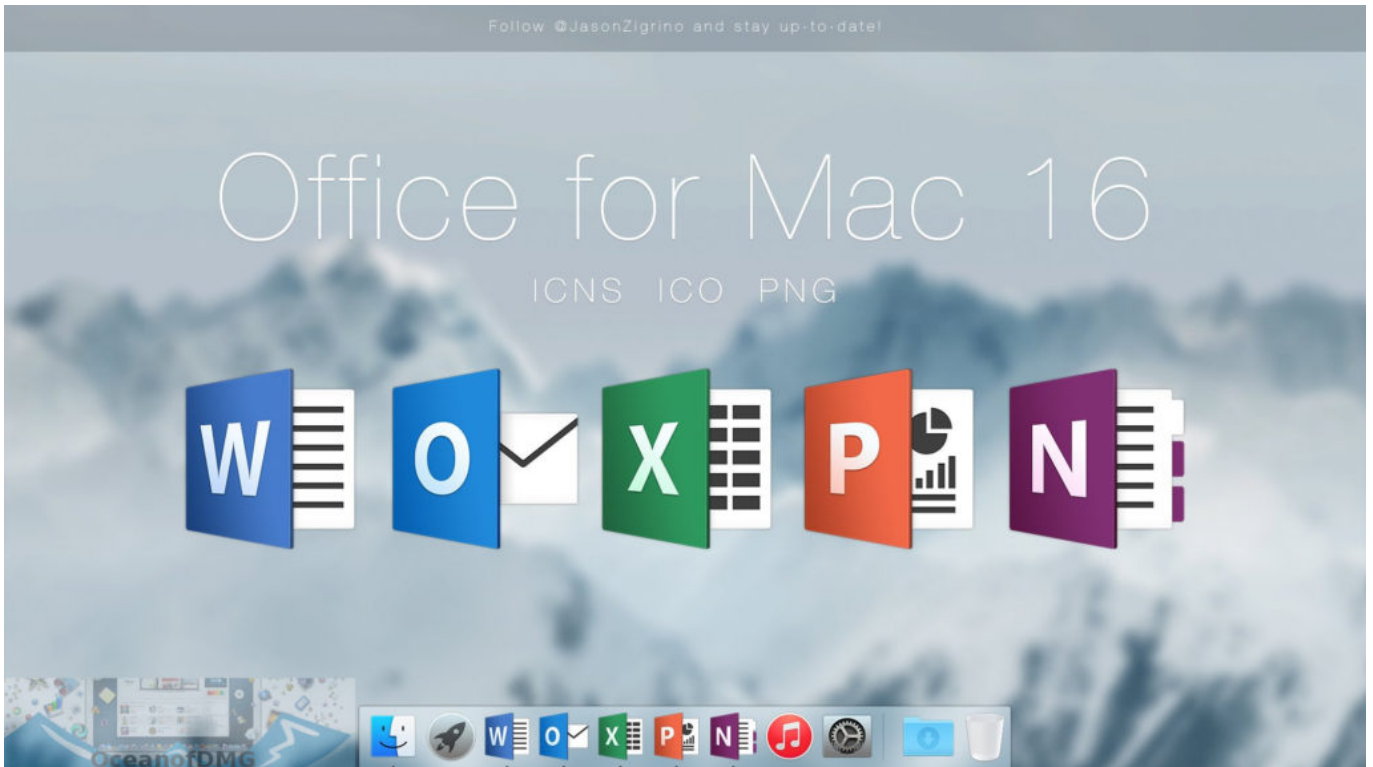 Follow @JasonZigrino and stay up-to-date!
Office for Mac 16
ICNS ICO PNG
W O X P N
W O X P N
OceanofDMG